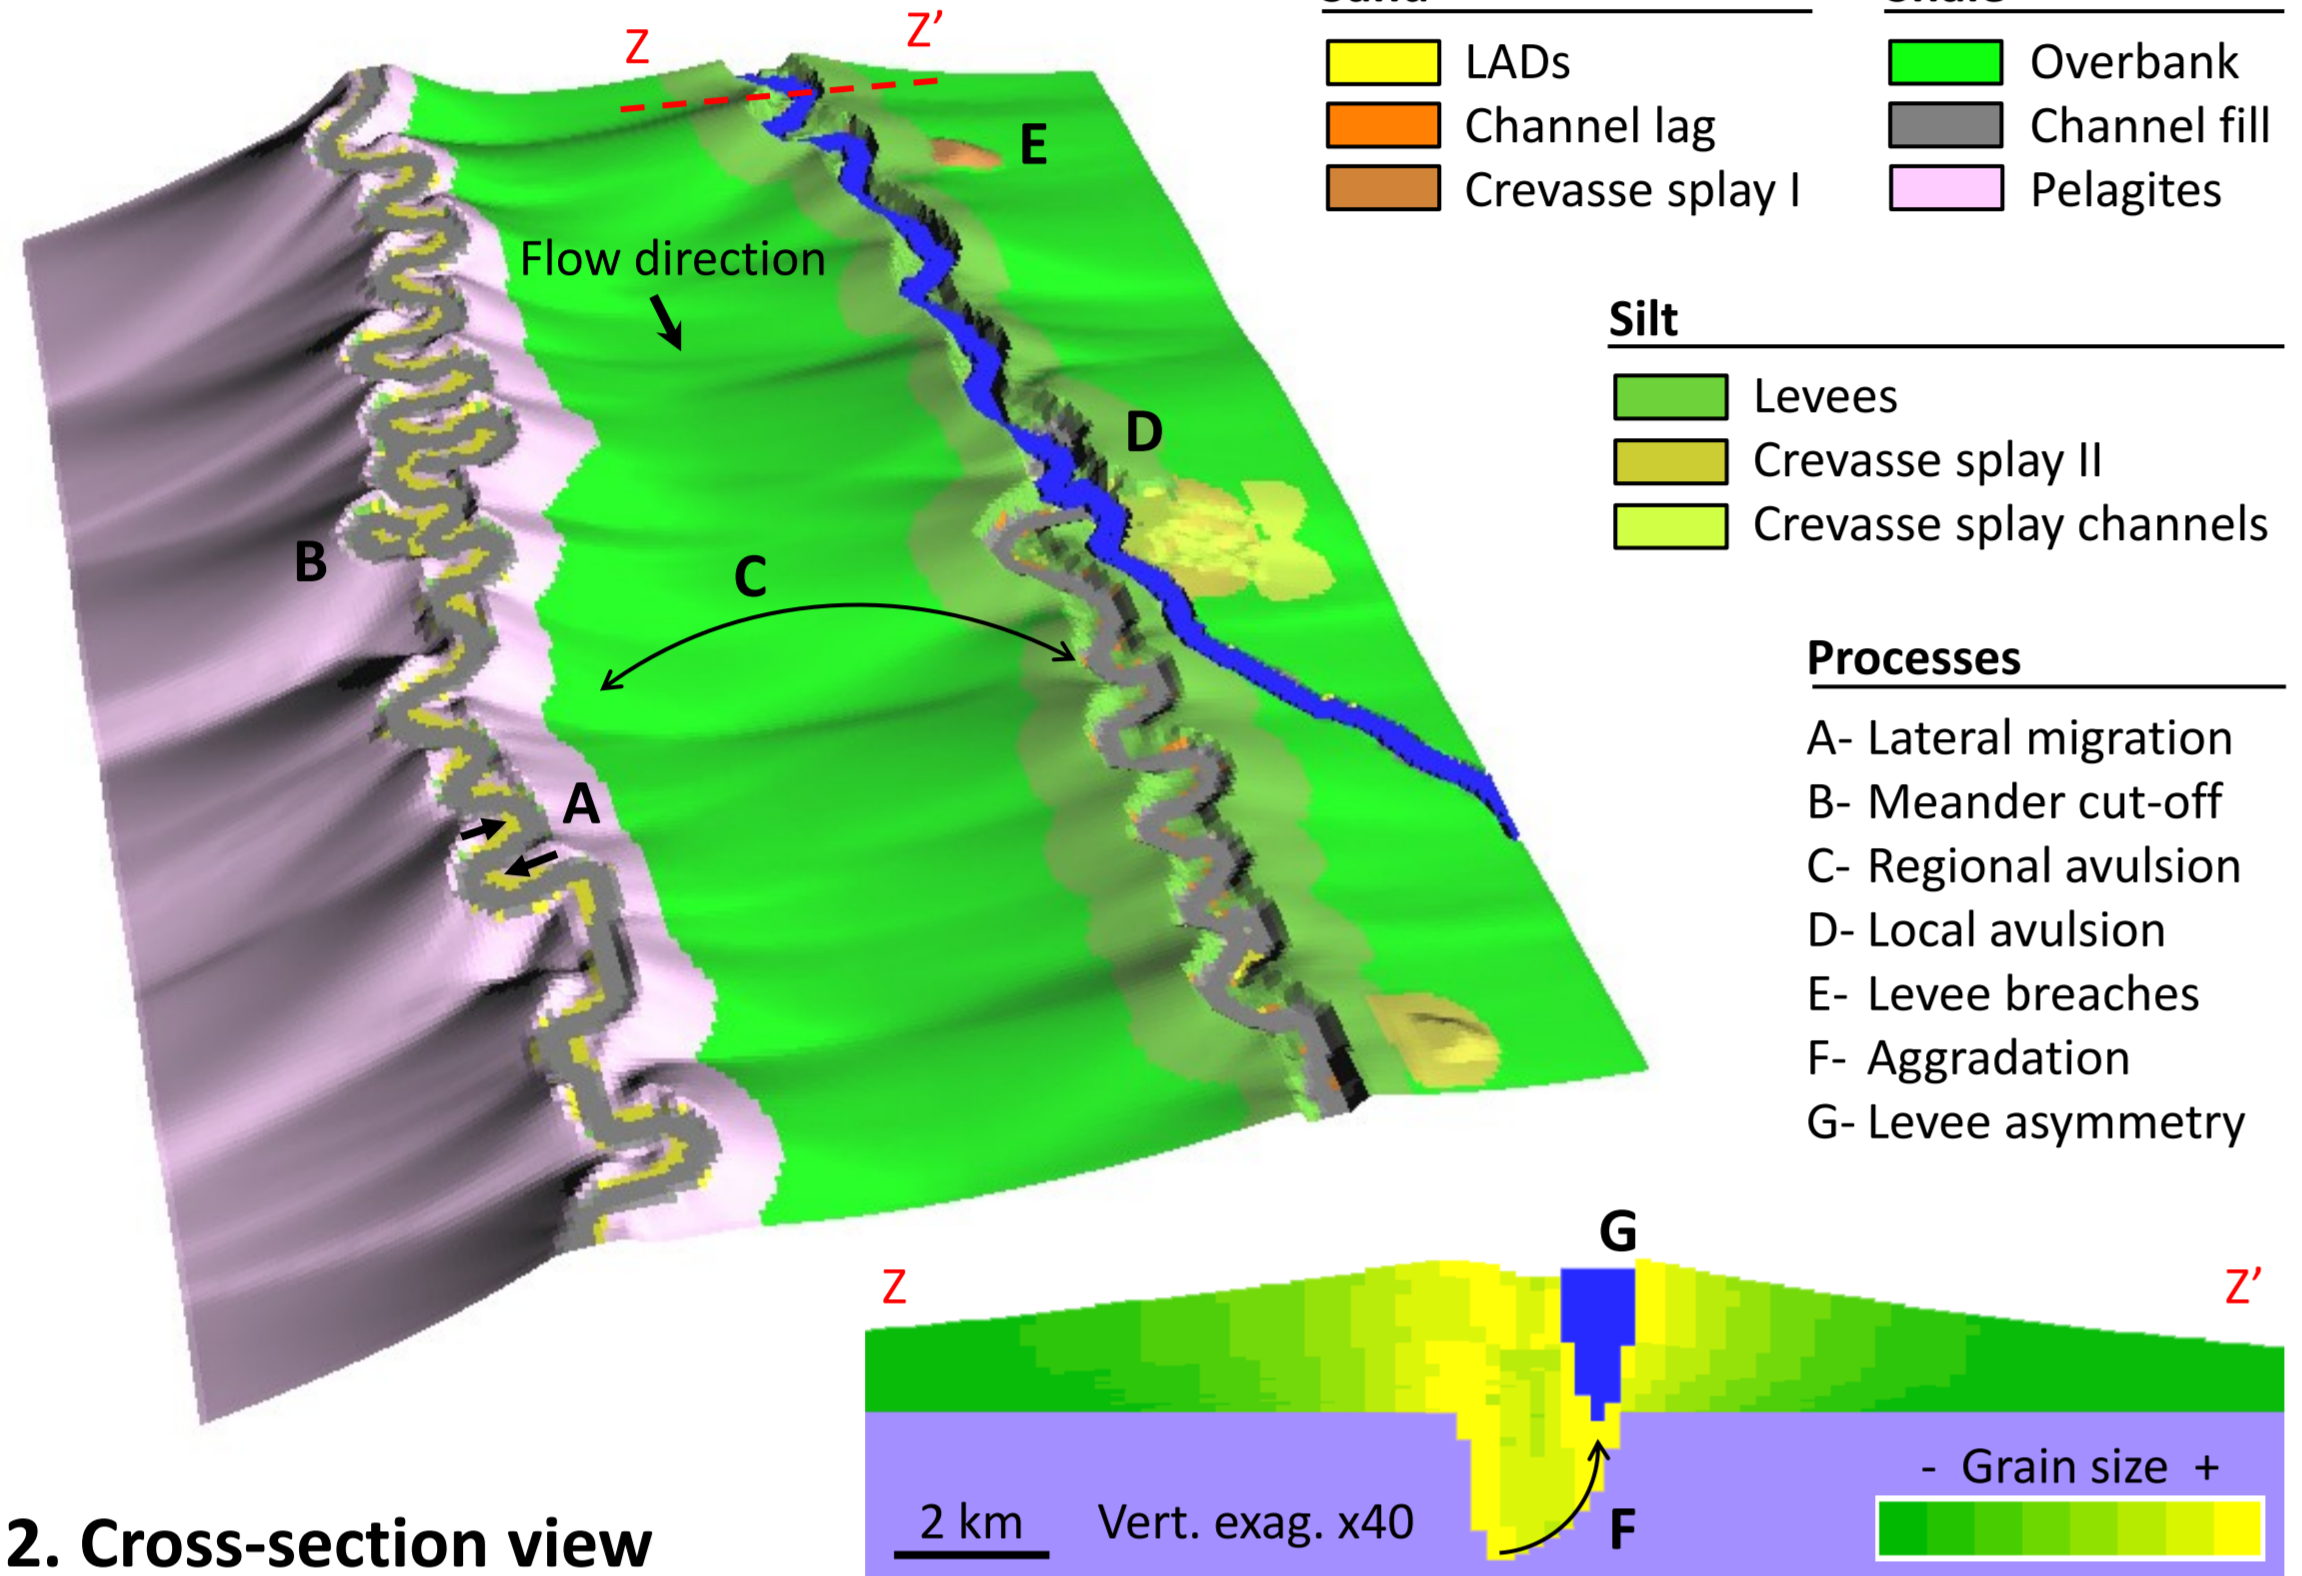 Z
Z’
E
Flow direction
D
B
C
A
LADs
Channel lag
Crevasse splay I
Overbank
Channel fill
Pelagites
Silt
Levees
Crevasse splay II
Crevasse splay channels
Processes
A- Lateral migration
B- Meander cut-off
C- Regional avulsion
D- Local avulsion
E- Levee breaches
F- Aggradation
G- Levee asymmetry
G
Z
Z’
- Grain size +
2 km
Vert. exag. x40
F
2. Cross-section view